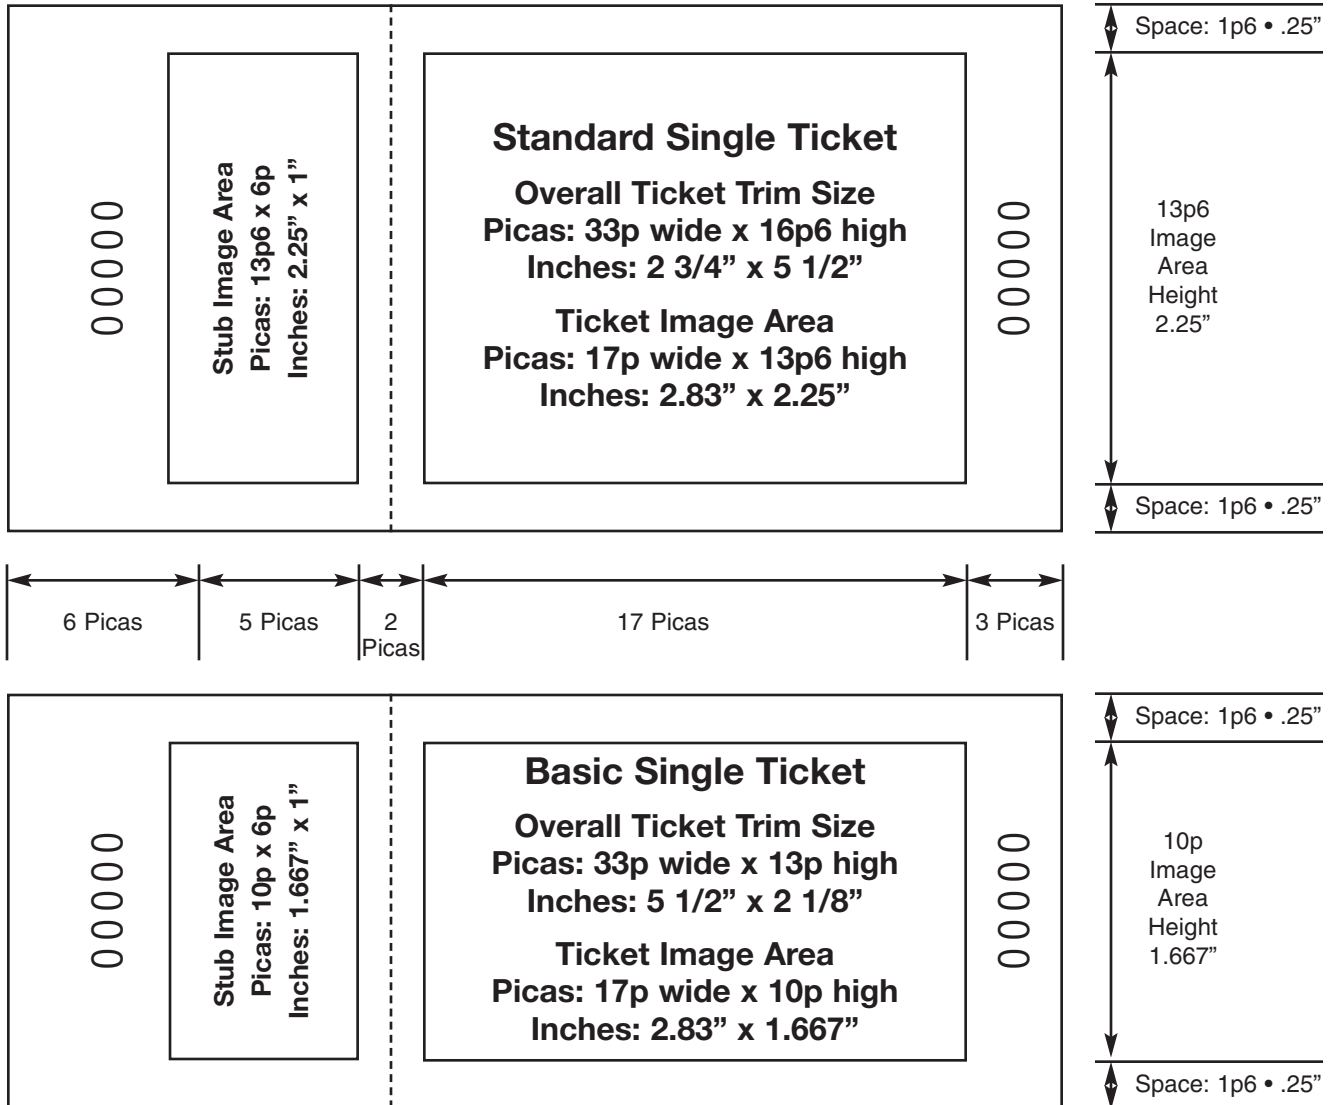 Space: 1p6 • .25”
00000
Stub Image Area
Picas: 13p6 x 6p
Inches: 2.25” x 1”
Standard Single Ticket
Overall Ticket Trim Size
Picas: 33p wide x 16p6 high
Inches: 2 3/4” x 5 1/2”
Ticket Image Area
Picas: 17p wide x 13p6 high
Inches: 2.83” x 2.25”
00000
13p6
Image
Area
Height
2.25”
Space: 1p6 • .25”
6 Picas
5 Picas
2
Picas
17 Picas
3 Picas
Space: 1p6 • .25”
00000
Stub Image Area
Picas: 10p x 6p
Inches: 1.667” x 1”
Basic Single Ticket
Overall Ticket Trim Size
Picas: 33p wide x 13p high
Inches: 5 1/2” x 2 1/8”
Ticket Image Area
Picas: 17p wide x 10p high
Inches: 2.83” x 1.667”
00000
10p
Image
Area
Height
1.667”
Space: 1p6 • .25”